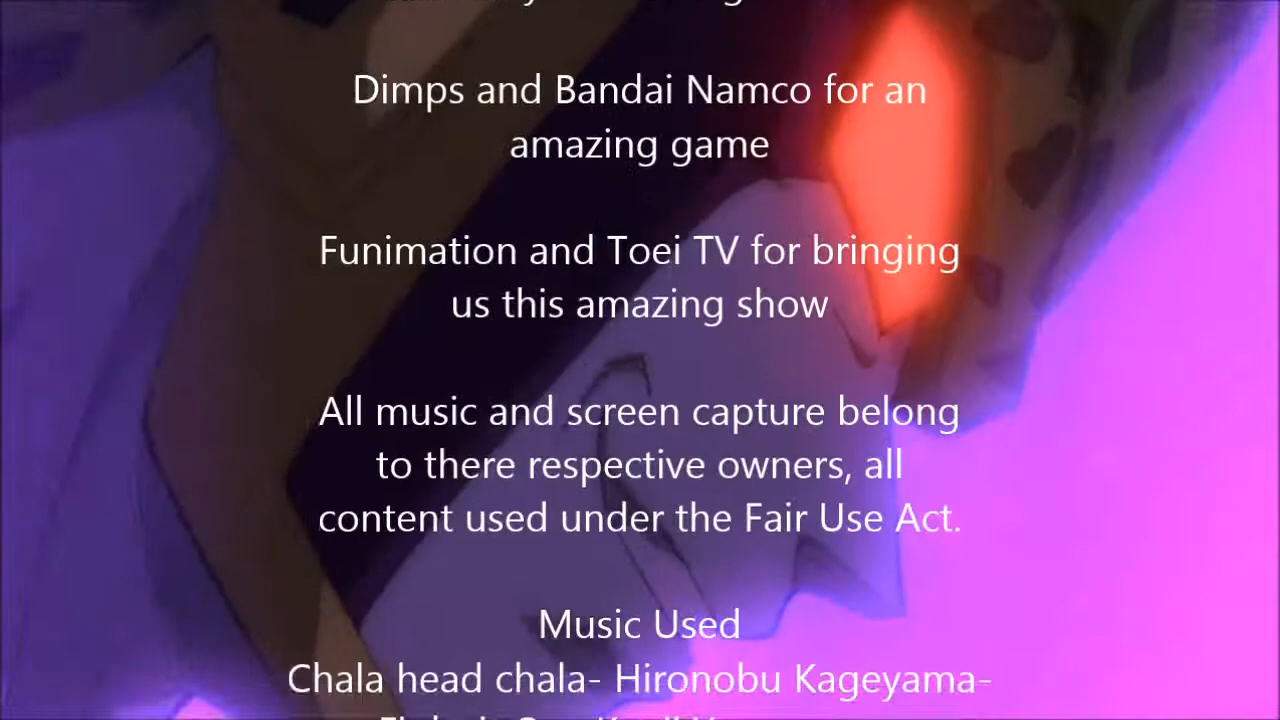 Dimps and Bandai Namco for an
amazing game
Funimation and Toei TV for bringing
us this amazing show
All music and screen capture belong
to there respective owners, all
content used under the Fair Use Act.
Music Used
Chala head chala- Hironobu Kageyama-